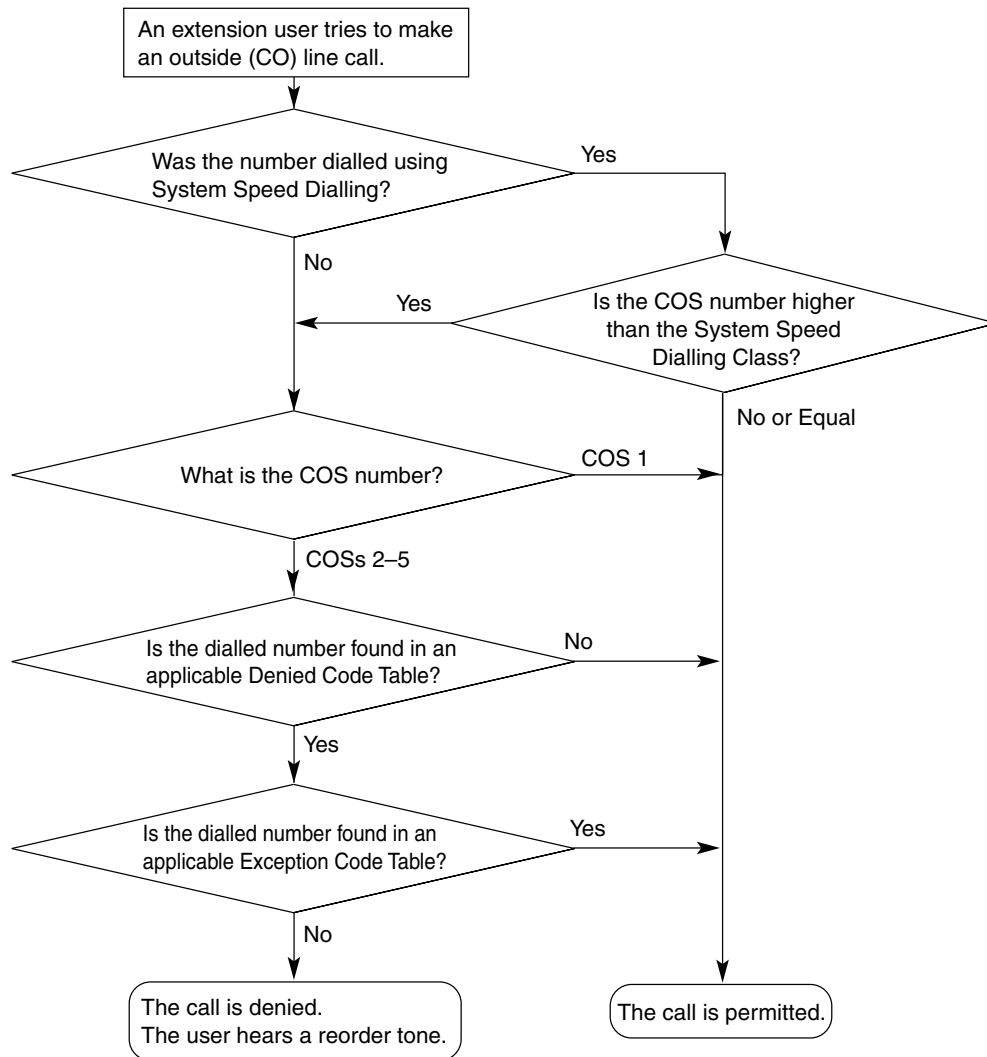 An extension user tries to make
an outside (CO) line call.
Was the number dialled using
System Speed Dialling?
Yes
No
Is the COS number higher
than the System Speed
Dialling Class?
Yes
No or Equal
What is the COS number?
COS 1
COSs 2–5
Is the dialled number found in an
applicable Denied Code Table?
No
Yes
Is the dialled number found in an
applicable Exception Code Table?
Yes
No
The call is denied.
The user hears a reorder tone.
The call is permitted.